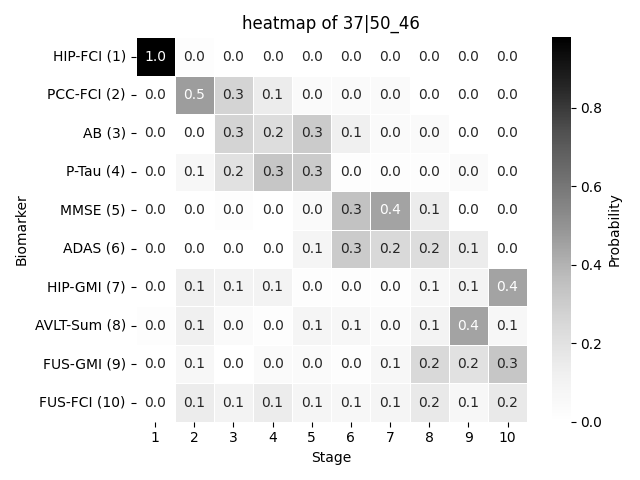 heatmap of 37|50_46
HIP-FCI (1) 1.0 0.0 0.0 0.0 0.0 0.0 0.0 0.0 0.0 0.0
PCC-FCI (2) 0.0 0.5 0.3 0.1 0.0 0.0 0.0 0.0 0.0 0.0
AB (3) 0.0 0.0 0.3 0.2 0.3 0.1 0.0 0.0 0.0 0.0
P-Tau (4) 0.0 0.1 0.2 0.3 0.3 0.0 0.0 0.0 0.0 0.0
MMSE (5) 0.0 0.0 0.0 0.0 0.0 0.3 0.4 0.1 0.0 0.0
ADAS (6) 0.0 0.0 0.0 0.0 0.1 0.3 0.2 0.2 0.1 0.0
HIP-GMI (7) 0.0 0.1 0.1 0.1 0.0 0.0 0.0 0.1 0.1 0.4
AVLT-Sum (8) 0.0 0.1 0.0 0.0 0.1 0.1 0.0 0.1 0.4 0.1
FUS-GMI (9) 0.0 0.1 0.0 0.0 0.0 0.0 0.1 0.2 0.2 0.3
FUS-FCI (10) 0.0 0.1 0.1 0.1 0.1 0.1 0.1 0.2 0.1 0.2
1 2 3 4 5 6 7 8 9 10
Stage
Biomarker
0.8
0.6
0.4
0.2
0.0
Probability